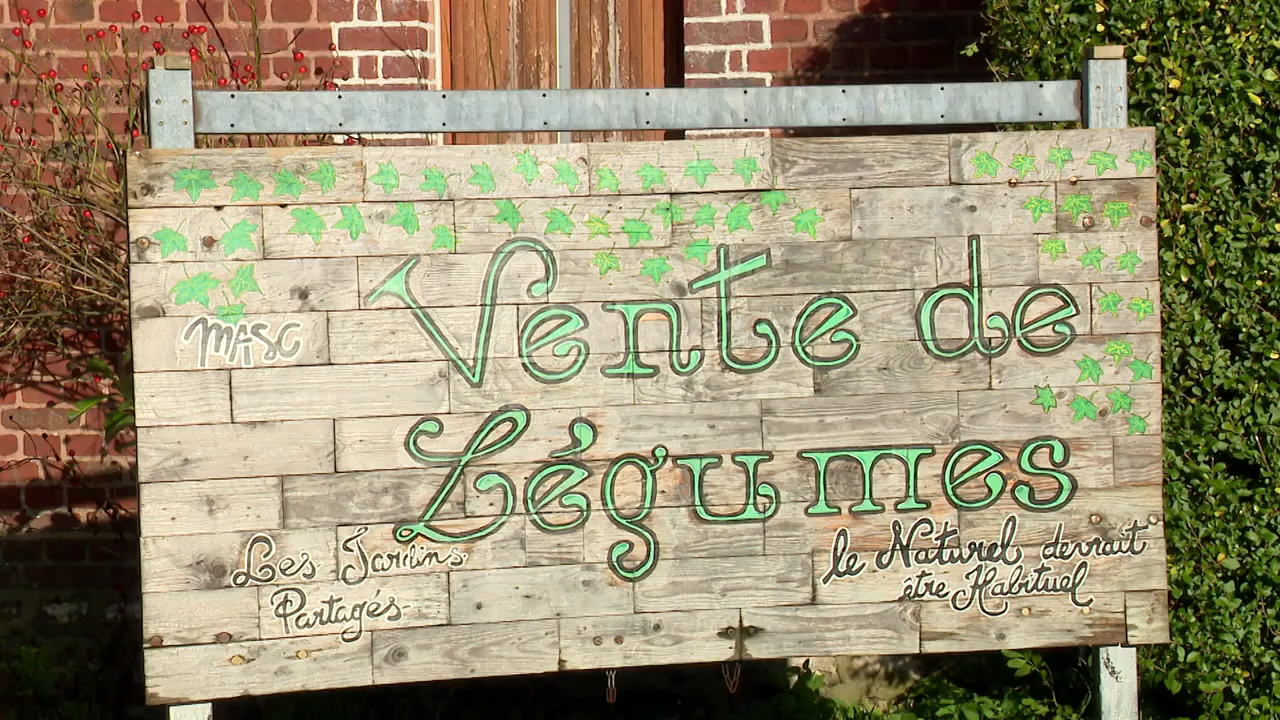 MASC
Vente de
Légumes
Les Jardins
Partagés
le Naturel devrait
être Habituel